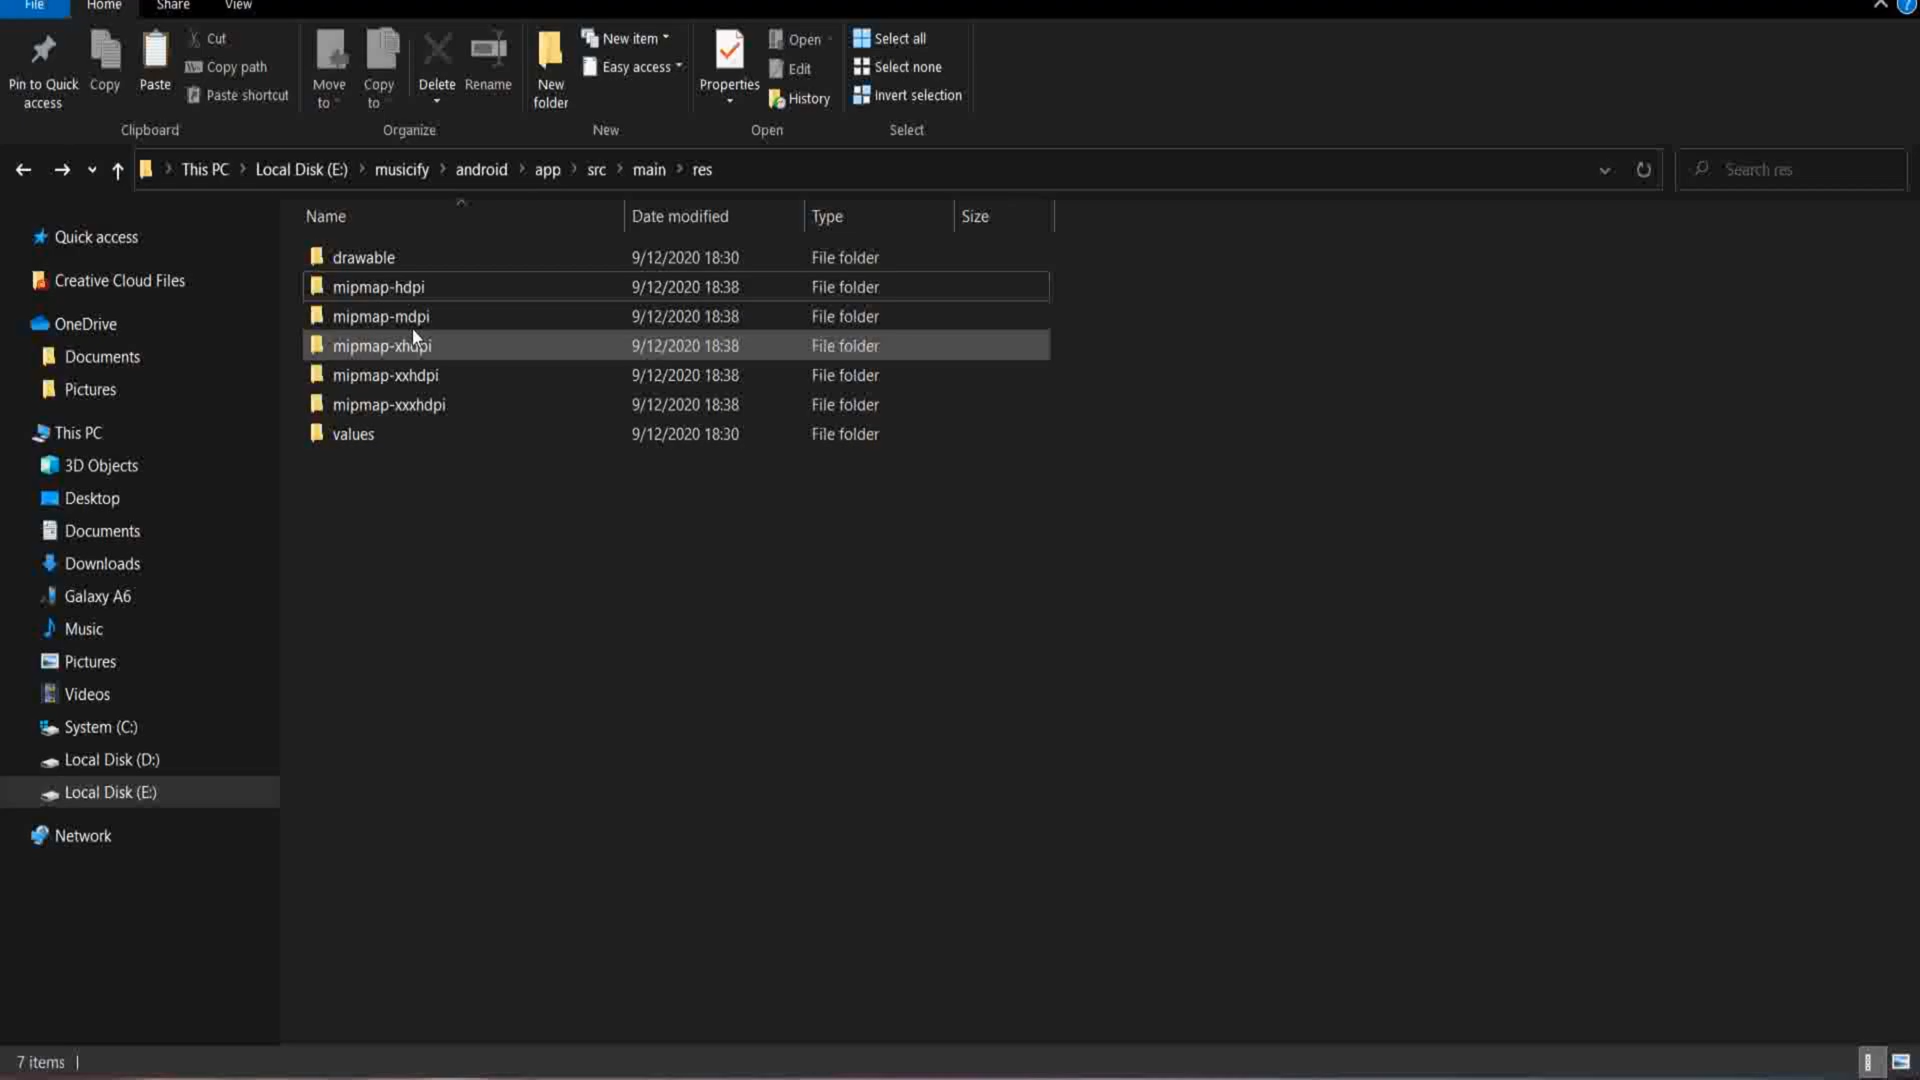 File Home Share View
Pin to Quick access
Copy
Paste
Cut
Copy path
Paste shortcut
Clipboard
Move to
Copy to
Delete
Rename
Organize
New folder
New item
Easy access
New
Properties
Open
Edit
History
Open
Select all
Select none
Invert selection
Select
This PC > Local Disk (E:) > musicify > android > app > src > main > res
Search res
Name Date modified Type Size
drawable 9/12/2020 18:30 File folder
mipmap-hdpi 9/12/2020 18:38 File folder
mipmap-mdpi 9/12/2020 18:38 File folder
mipmap-xhdpi 9/12/2020 18:38 File folder
mipmap-xxhdpi 9/12/2020 18:38 File folder
mipmap-xxxhdpi 9/12/2020 18:38 File folder
values 9/12/2020 18:30 File folder
Quick access
Creative Cloud Files
OneDrive
Documents
Pictures
This PC
3D Objects
Desktop
Documents
Downloads
Galaxy A6
Music
Pictures
Videos
System (C:)
Local Disk (D:)
Local Disk (E:)
Network
7 items